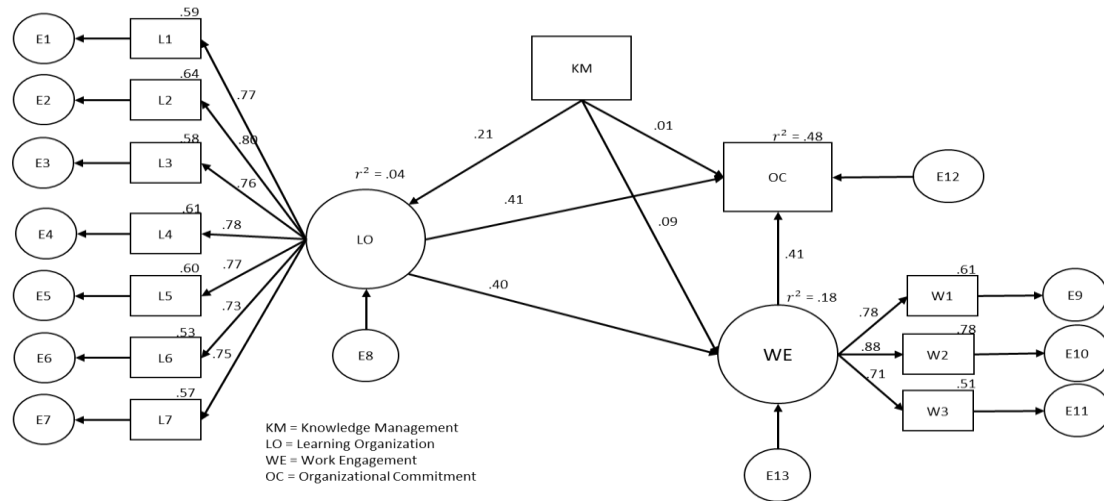 .59
E1
L1
.77
.64
E2
L2
.80
.58
E3
L3
.76
.61
E4
L4
.78
.60
E5
L5
.77
.53
E6
L6
.73
.57
E7
L7
.75
r² = .04
LO
E8
KM
.21
.01
.09
.41
.40
r² = .48
OC
E12
.41
r² = .18
WE
E13
.61
.78
W1
E9
.78
.88
W2
E10
.51
.71
W3
E11
KM = Knowledge Management
LO = Learning Organization
WE = Work Engagement
OC = Organizational Commitment